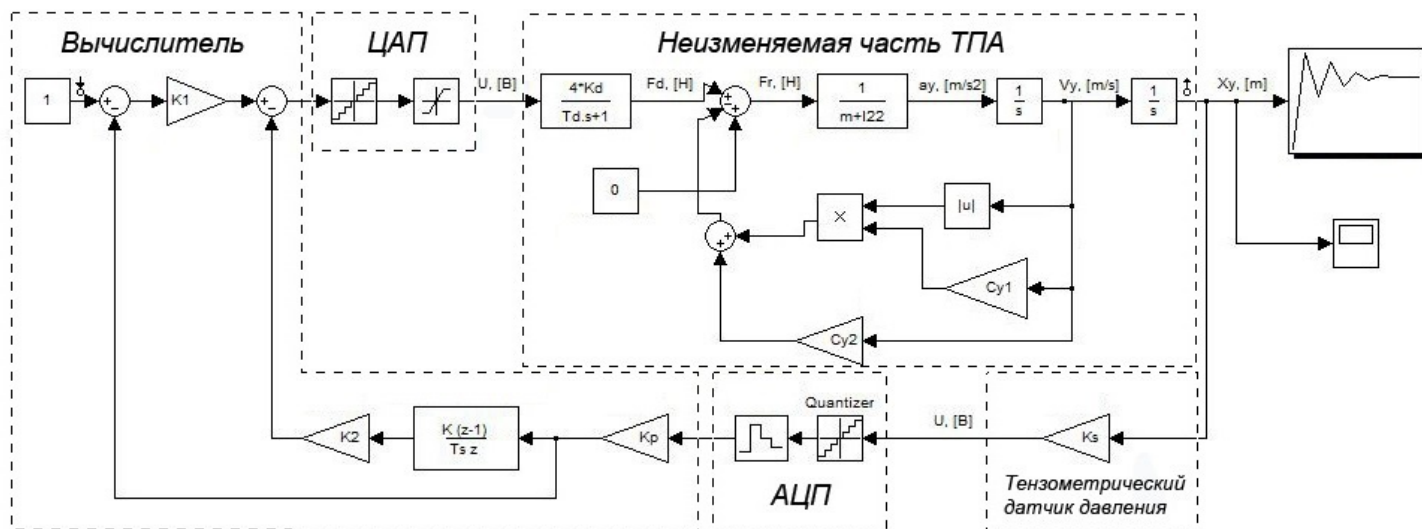 Вычислитель
ЦАП
Неизменяемая часть ТПА
1
K1
U, [В]
4*Kd
Td.s+1
Fd, [Н]
Fr, [Н]
1
m+l22
ay, [m/s2]
1
s
Vy, [m/s]
1
s
Xy, [m]
0
×
|u|
Cy1
Cy2
K2
K (z-1)
Ts z
Kp
Quantizer
U, [В]
Ks
АЦП
Тензометрический
датчик давления